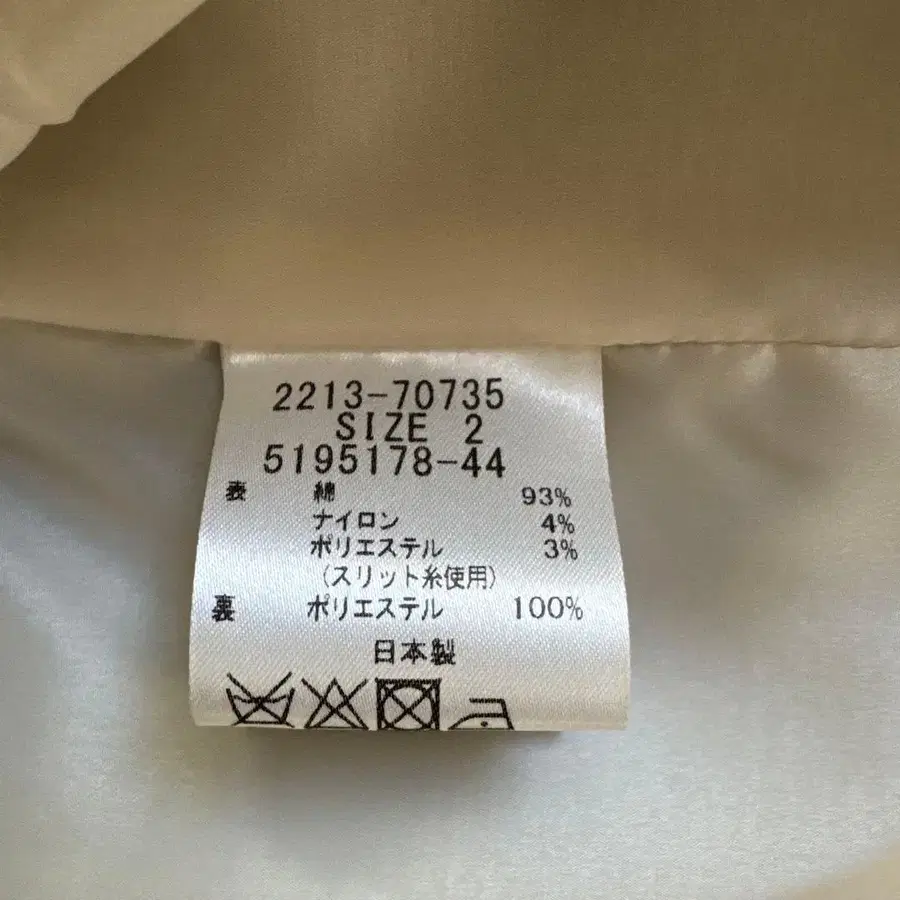 2213-70735
SIZE 2
5195178-44
表 綿 93%
ナイロン 4%
ポリエステル 3%
(スリット糸使用)
裏 ポリエステル 100%
日本製